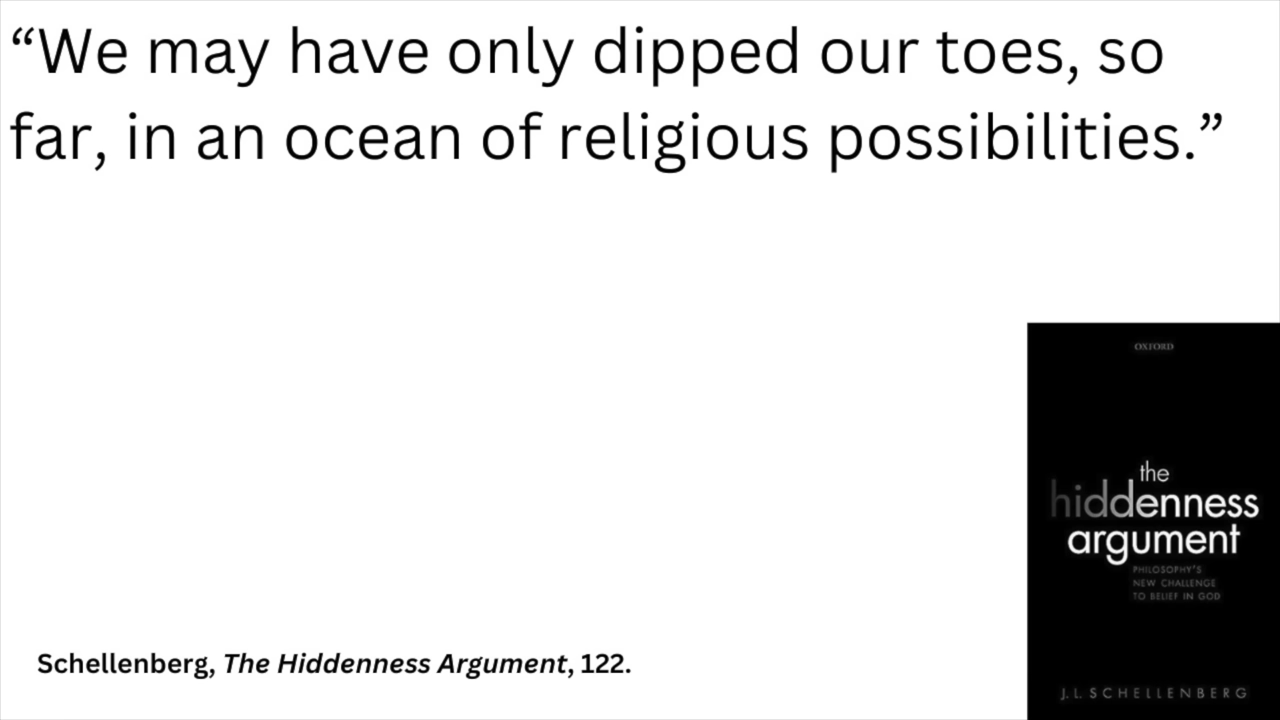 “We may have only dipped our toes, so
far, in an ocean of religious possibilities.”
OXFORD
the
hiddenness
argument
PHILOSOPHY'S
NEW CHALLENGE
TO BELIEF IN GOD
J. L. SCHELLENBERG
Schellenberg, The Hiddenness Argument, 122.